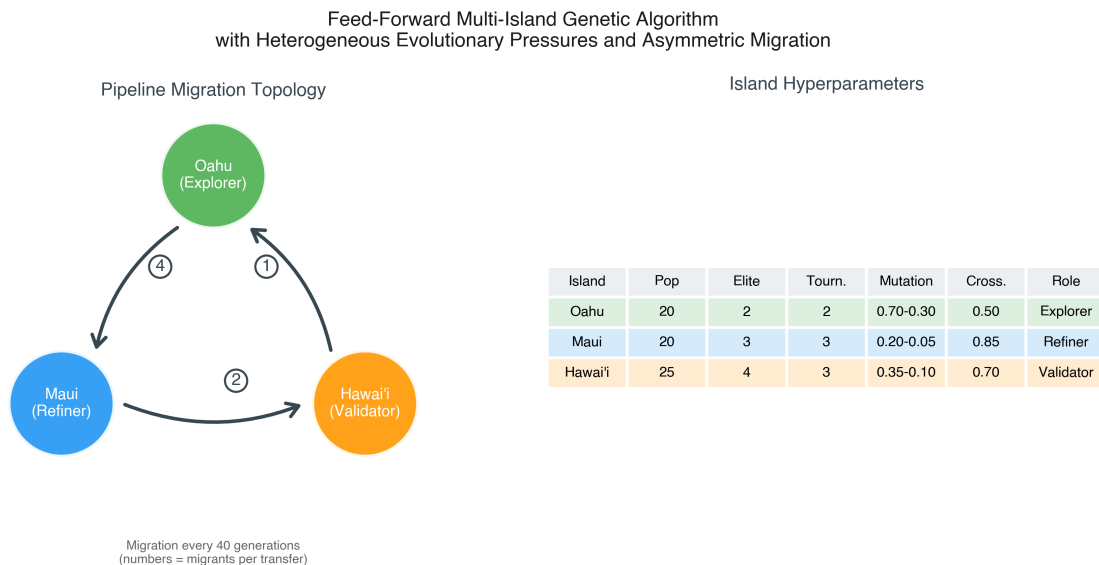 Feed-Forward Multi-Island Genetic Algorithm
with Heterogeneous Evolutionary Pressures and Asymmetric Migration
Pipeline Migration Topology
Oahu
(Explorer)
4
1
2
Maui
(Refiner)
Hawai'i
(Validator)
Migration every 40 generations
(numbers = migrants per transfer)
Island Hyperparameters
Island Pop Elite Tourn. Mutation Cross. Role
Oahu 20 2 2 0.70-0.30 0.50 Explorer
Maui 20 3 3 0.20-0.05 0.85 Refiner
Hawai'i 25 4 3 0.35-0.10 0.70 Validator